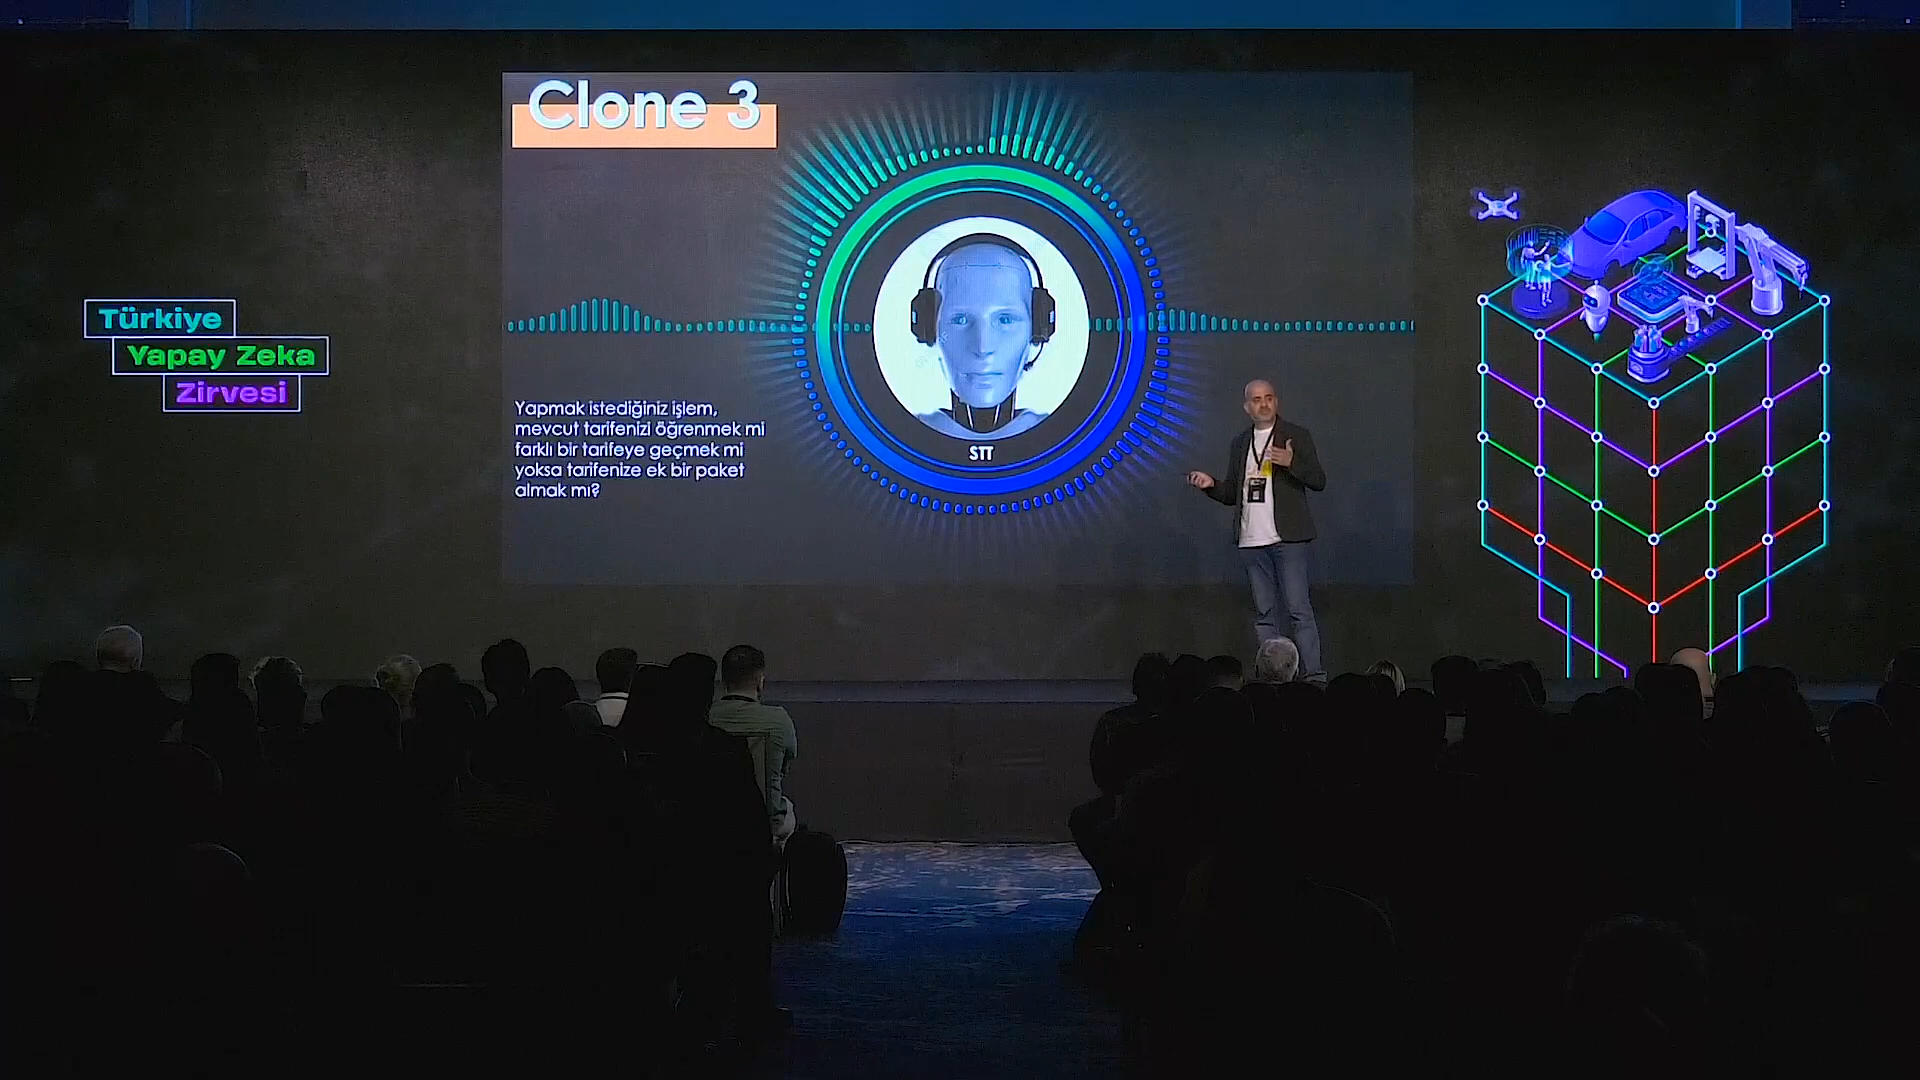 Clone 3
Türkiye
Yapay Zeka
Zirvesi
Yapmak istediğiniz işlem,
mevcut tarifenizi öğrenmek mi
farklı bir tarifeye geçmek mi
yoksa tarifenize ek bir paket
almak mı?
STT